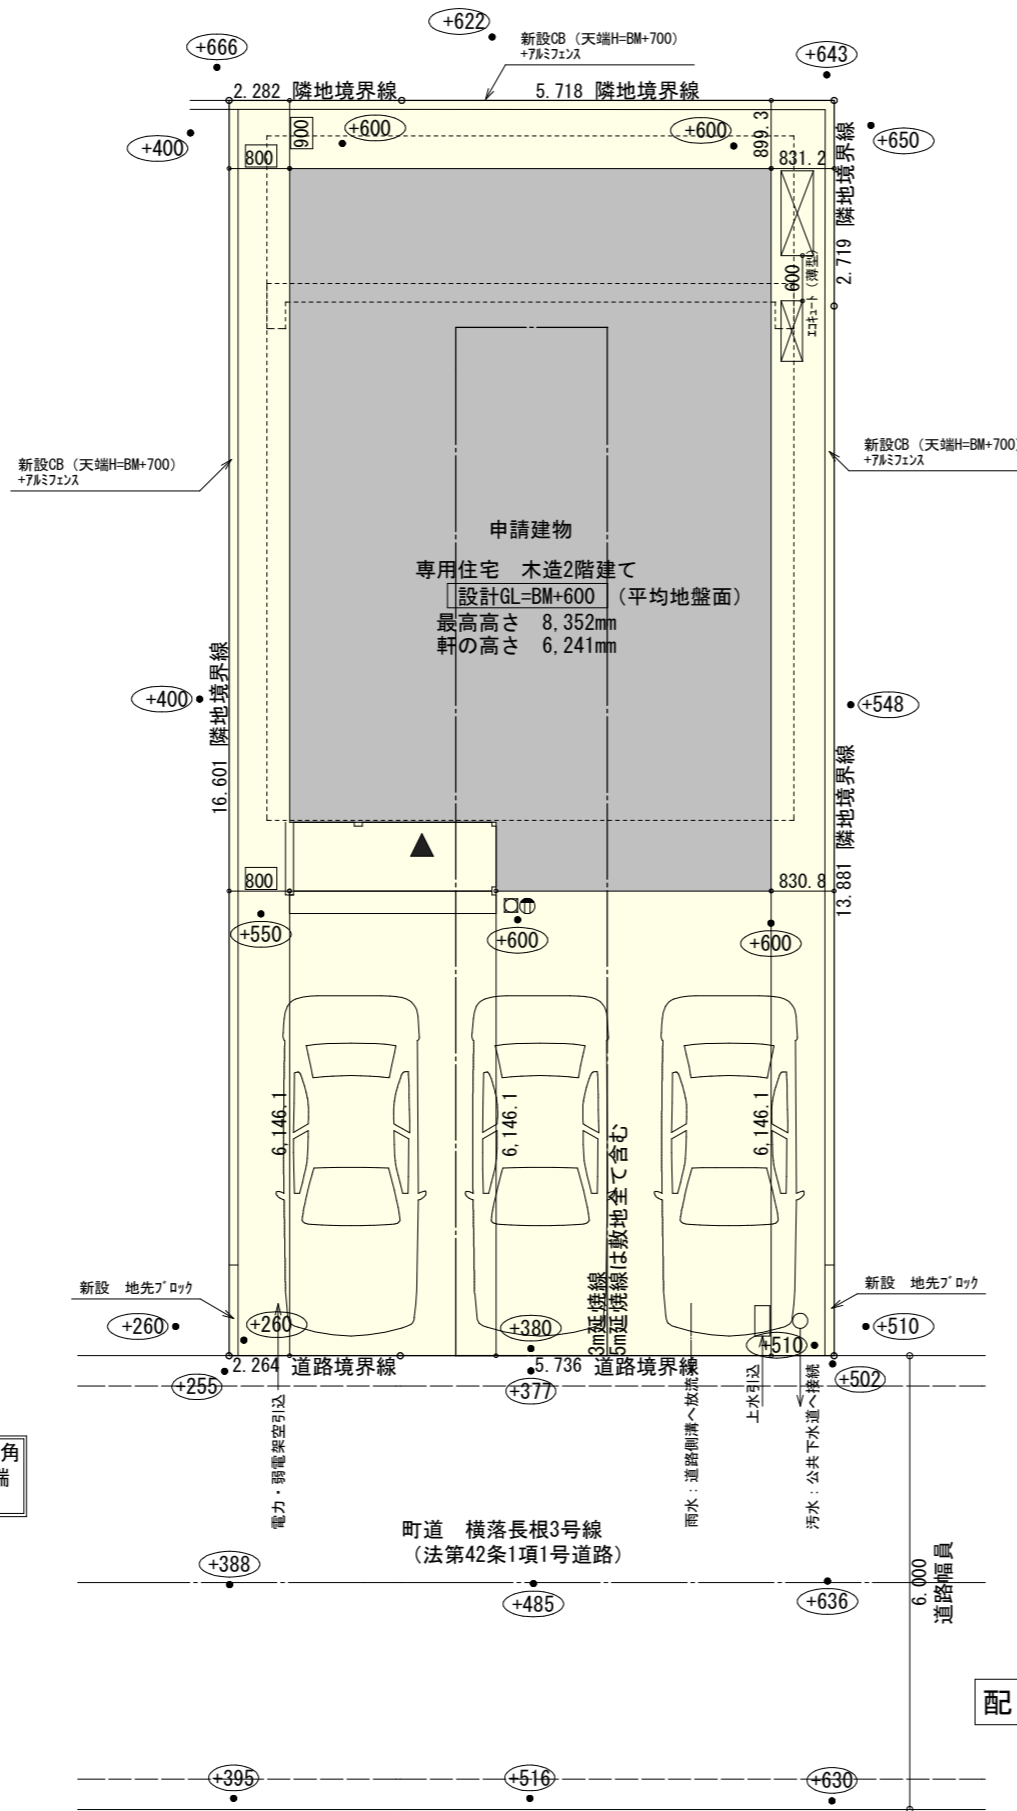 +622
新設CB（天端H=BM+700）
+アルミフェンス
+666
+643
2.282 隣地境界線
5.718 隣地境界線
+400
900
+600
+600
899.3
+650
800
831.2
2.719 隣地境界線
600
エコキュート（薄型）
新設CB（天端H=BM+700）
+アルミフェンス
新設CB（天端H=BM+700）
+アルミフェンス
申請建物
専用住宅　木造2階建て
設計GL=BM+600（平均地盤面）
最高高さ　8,352mm
軒の高さ　6,241mm
+400
16.601 隣地境界線
+548
13.881 隣地境界線
800
830.8
+550
+600
+600
6,146.1
6,146.1
6,146.1
3m延焼線
5m延焼線は敷地全て含む
新設　地先ブロック
新設　地先ブロック
+260
+260
+380
+510
+510
2.264 道路境界線
5.736 道路境界線
+255
+377
+502
電力・弱電架空引込
雨水：道路側溝へ放流
上水引込
汚水：公共下水道へ接続
角
端
町道　横落長根3号線
（法第42条1項1号道路）
+388
+485
+636
6.000
道路幅員
配
+395
+516
+630